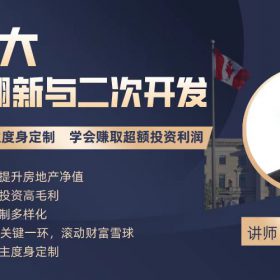 大
翻新与二次开发
主度身定制 学会赚取超额投资利润
提升房地产净值
投资高毛利
制多样化
关键一环，滚动财富雪球
主度身定制
讲师